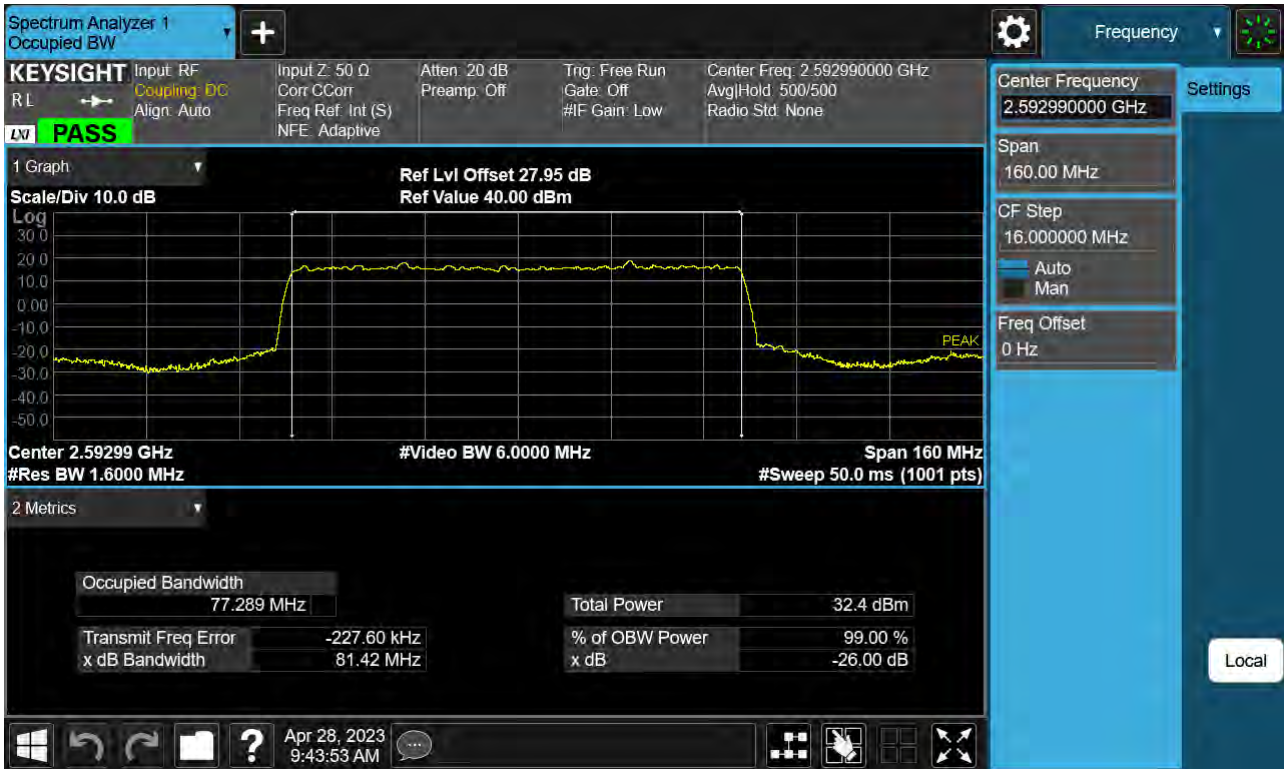 Spectrum Analyzer 1
Occupied BW
+
Frequency
KEYSIGHT
R L
LXI
PASS
Input: RF
Coupling: DC
Align: Auto
Input Z: 50 Ω
Corr CCorr
Freq Ref: Int (S)
NFE: Adaptive
Atten: 20 dB
Preamp: Off
Trig: Free Run
Gate: Off
#IF Gain: Low
Center Freq: 2.592990000 GHz
Avg|Hold: 500/500
Radio Std: None
1 Graph
Scale/Div 10.0 dB
Ref Lvl Offset 27.95 dB
Ref Value 40.00 dBm
Log
30.0
20.0
10.0
0.00
-10.0
-20.0
-30.0
-40.0
-50.0
PEAK
Center 2.59299 GHz
#Video BW 6.0000 MHz
Span 160 MHz
#Res BW 1.6000 MHz
#Sweep 50.0 ms (1001 pts)
2 Metrics
Occupied Bandwidth
77.289 MHz
Transmit Freq Error -227.60 kHz
x dB Bandwidth 81.42 MHz
Total Power 32.4 dBm
% of OBW Power 99.00 %
x dB -26.00 dB
Center Frequency
2.592990000 GHz
Span
160.00 MHz
CF Step
16.000000 MHz
Auto
Man
Freq Offset
0 Hz
Settings
Local
?
Apr 28, 2023
9:43:53 AM